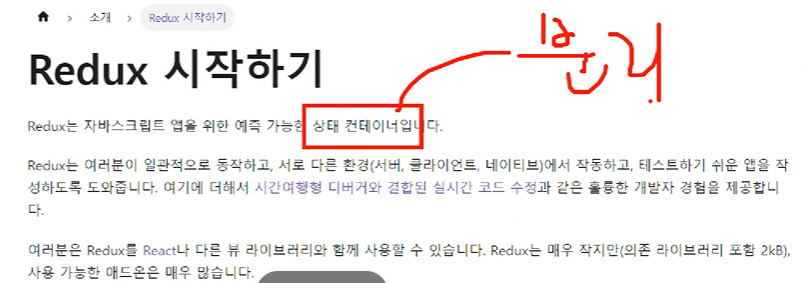 소개 > Redux 시작하기
분리
Redux 시작하기
Redux는 자바스크립트 앱을 위한 예측 가능한 상태 컨테이너입니다.
Redux는 여러분이 일관적으로 동작하고, 서로 다른 환경(서버, 클라이언트, 네이티브)에서 작동하고, 테스트하기 쉬운 앱을 작
성하도록 도와줍니다. 여기에 더해서 시간여행형 디버거와 결합된 실시간 코드 수정과 같은 훌륭한 개발자 경험을 제공합니
다.
여러분은 Redux를 React나 다른 뷰 라이브러리와 함께 사용할 수 있습니다. Redux는 매우 작지만(의존 라이브러리 포함 2kB),
사용 가능한 애드온은 매우 많습니다.